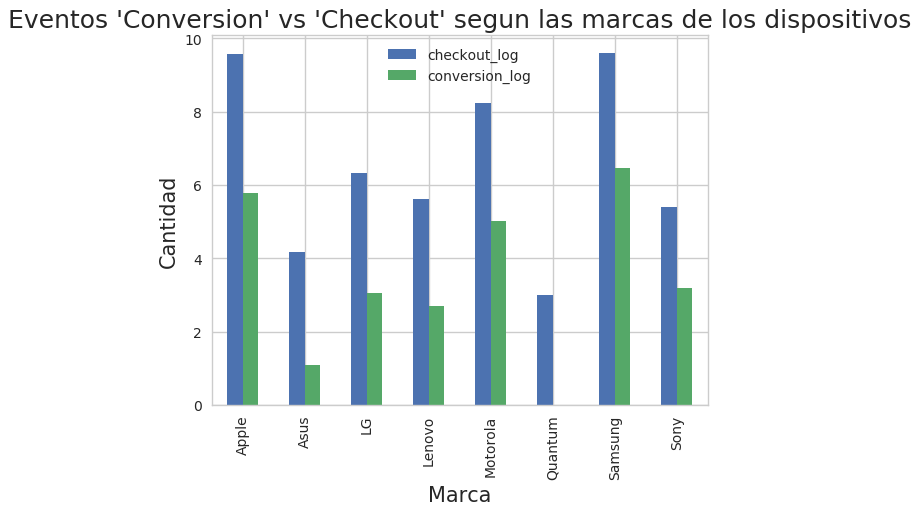 Eventos 'Conversion' vs 'Checkout' segun las marcas de los dispositivos
10
8
6
4
2
0
Cantidad
checkout_log
conversion_log
Apple
Asus
LG
Lenovo
Motorola
Quantum
Samsung
Sony
Marca